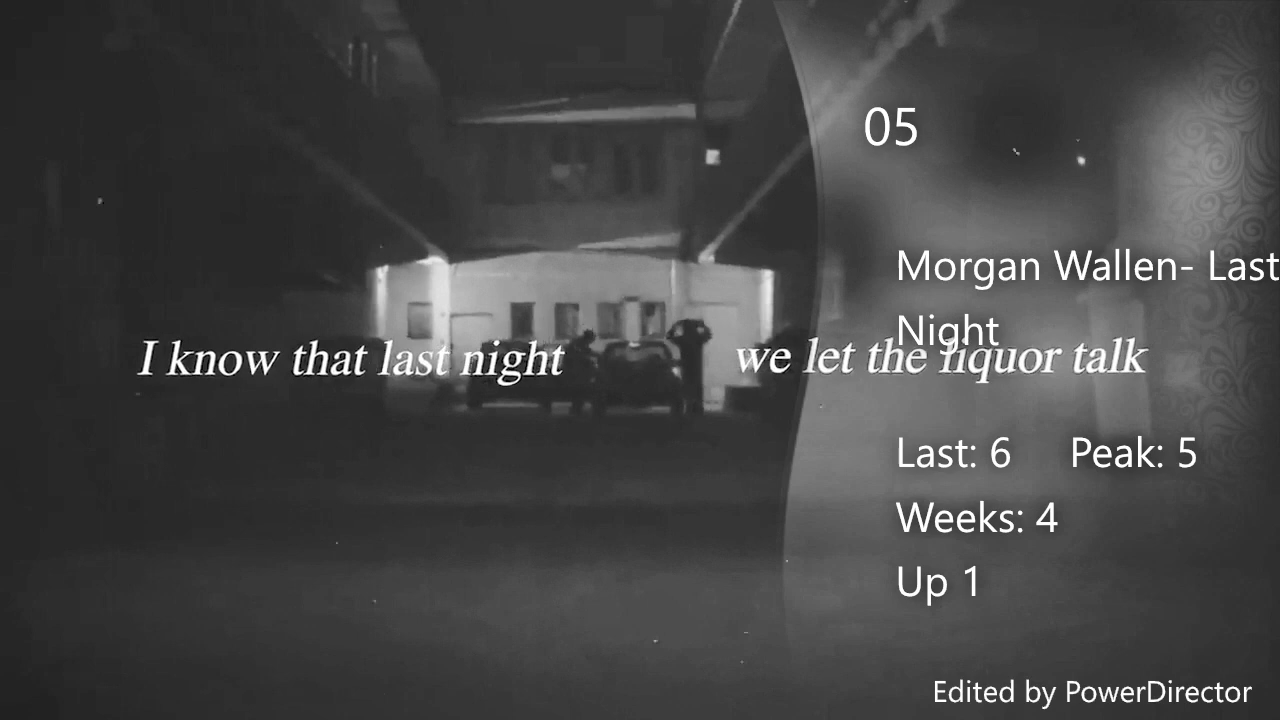 05
Morgan Wallen- Last
Night
I know that last night we let the liquor talk
Last: 6 Peak: 5
Weeks: 4
Up 1
Edited by PowerDirector